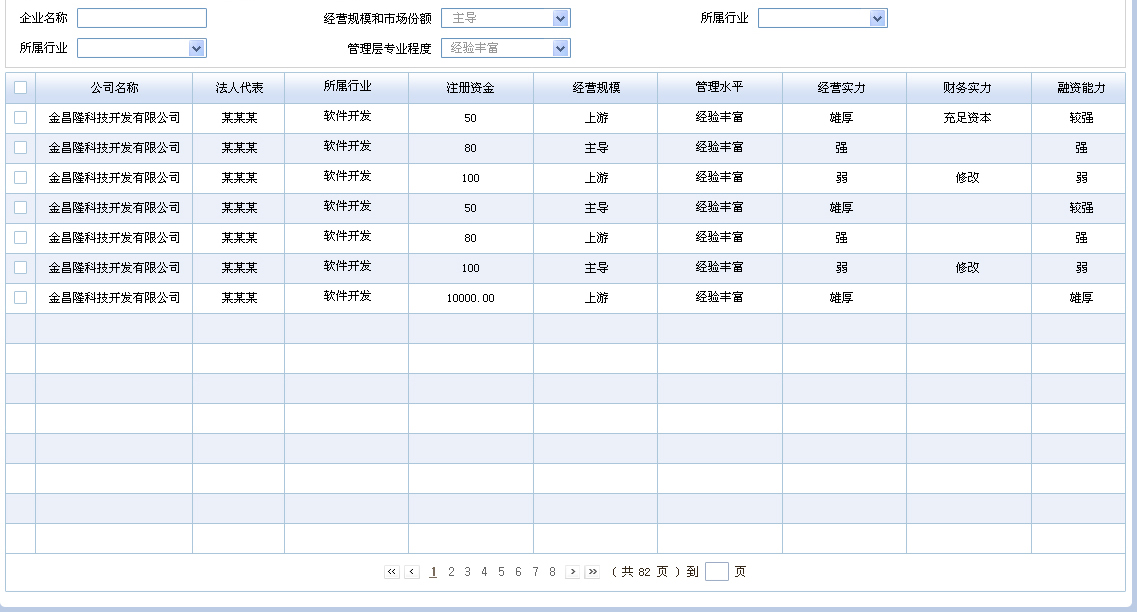 企业名称 经营规模和市场份额 主导 所属行业
所属行业 管理层专业程度 经验丰富
公司名称 法人代表 所属行业 注册资金 经营规模 管理水平 经营实力 财务实力 融资能力
金昌隆科技开发有限公司 某某某 软件开发 50 上游 经验丰富 雄厚 充足资本 较强
金昌隆科技开发有限公司 某某某 软件开发 80 主导 经验丰富 强 强
金昌隆科技开发有限公司 某某某 软件开发 100 上游 经验丰富 弱 修改 弱
金昌隆科技开发有限公司 某某某 软件开发 50 主导 经验丰富 雄厚 较强
金昌隆科技开发有限公司 某某某 软件开发 80 上游 经验丰富 强 强
金昌隆科技开发有限公司 某某某 软件开发 100 主导 经验丰富 弱 修改 弱
金昌隆科技开发有限公司 某某某 软件开发 10000.00 上游 经验丰富 雄厚 雄厚
« ‹ 1 2 3 4 5 6 7 8 › » ( 共 82 页 ) 到 页